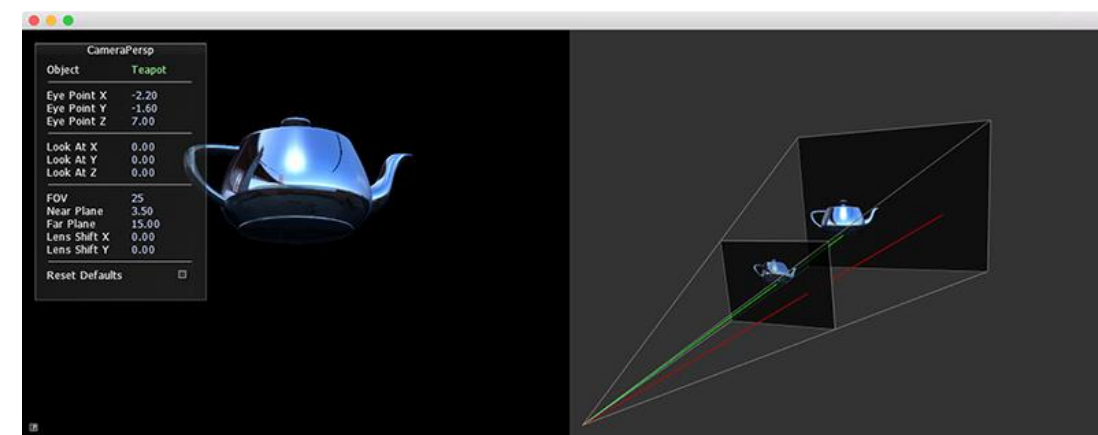 CameraPersp
Object Teapot
Eye Point X -2.20
Eye Point Y -1.60
Eye Point Z 7.00
Look At X 0.00
Look At Y 0.00
Look At Z 0.00
FOV 25
Near Plane 3.50
Far Plane 15.00
Lens Shift X 0.00
Lens Shift Y 0.00
Reset Defaults